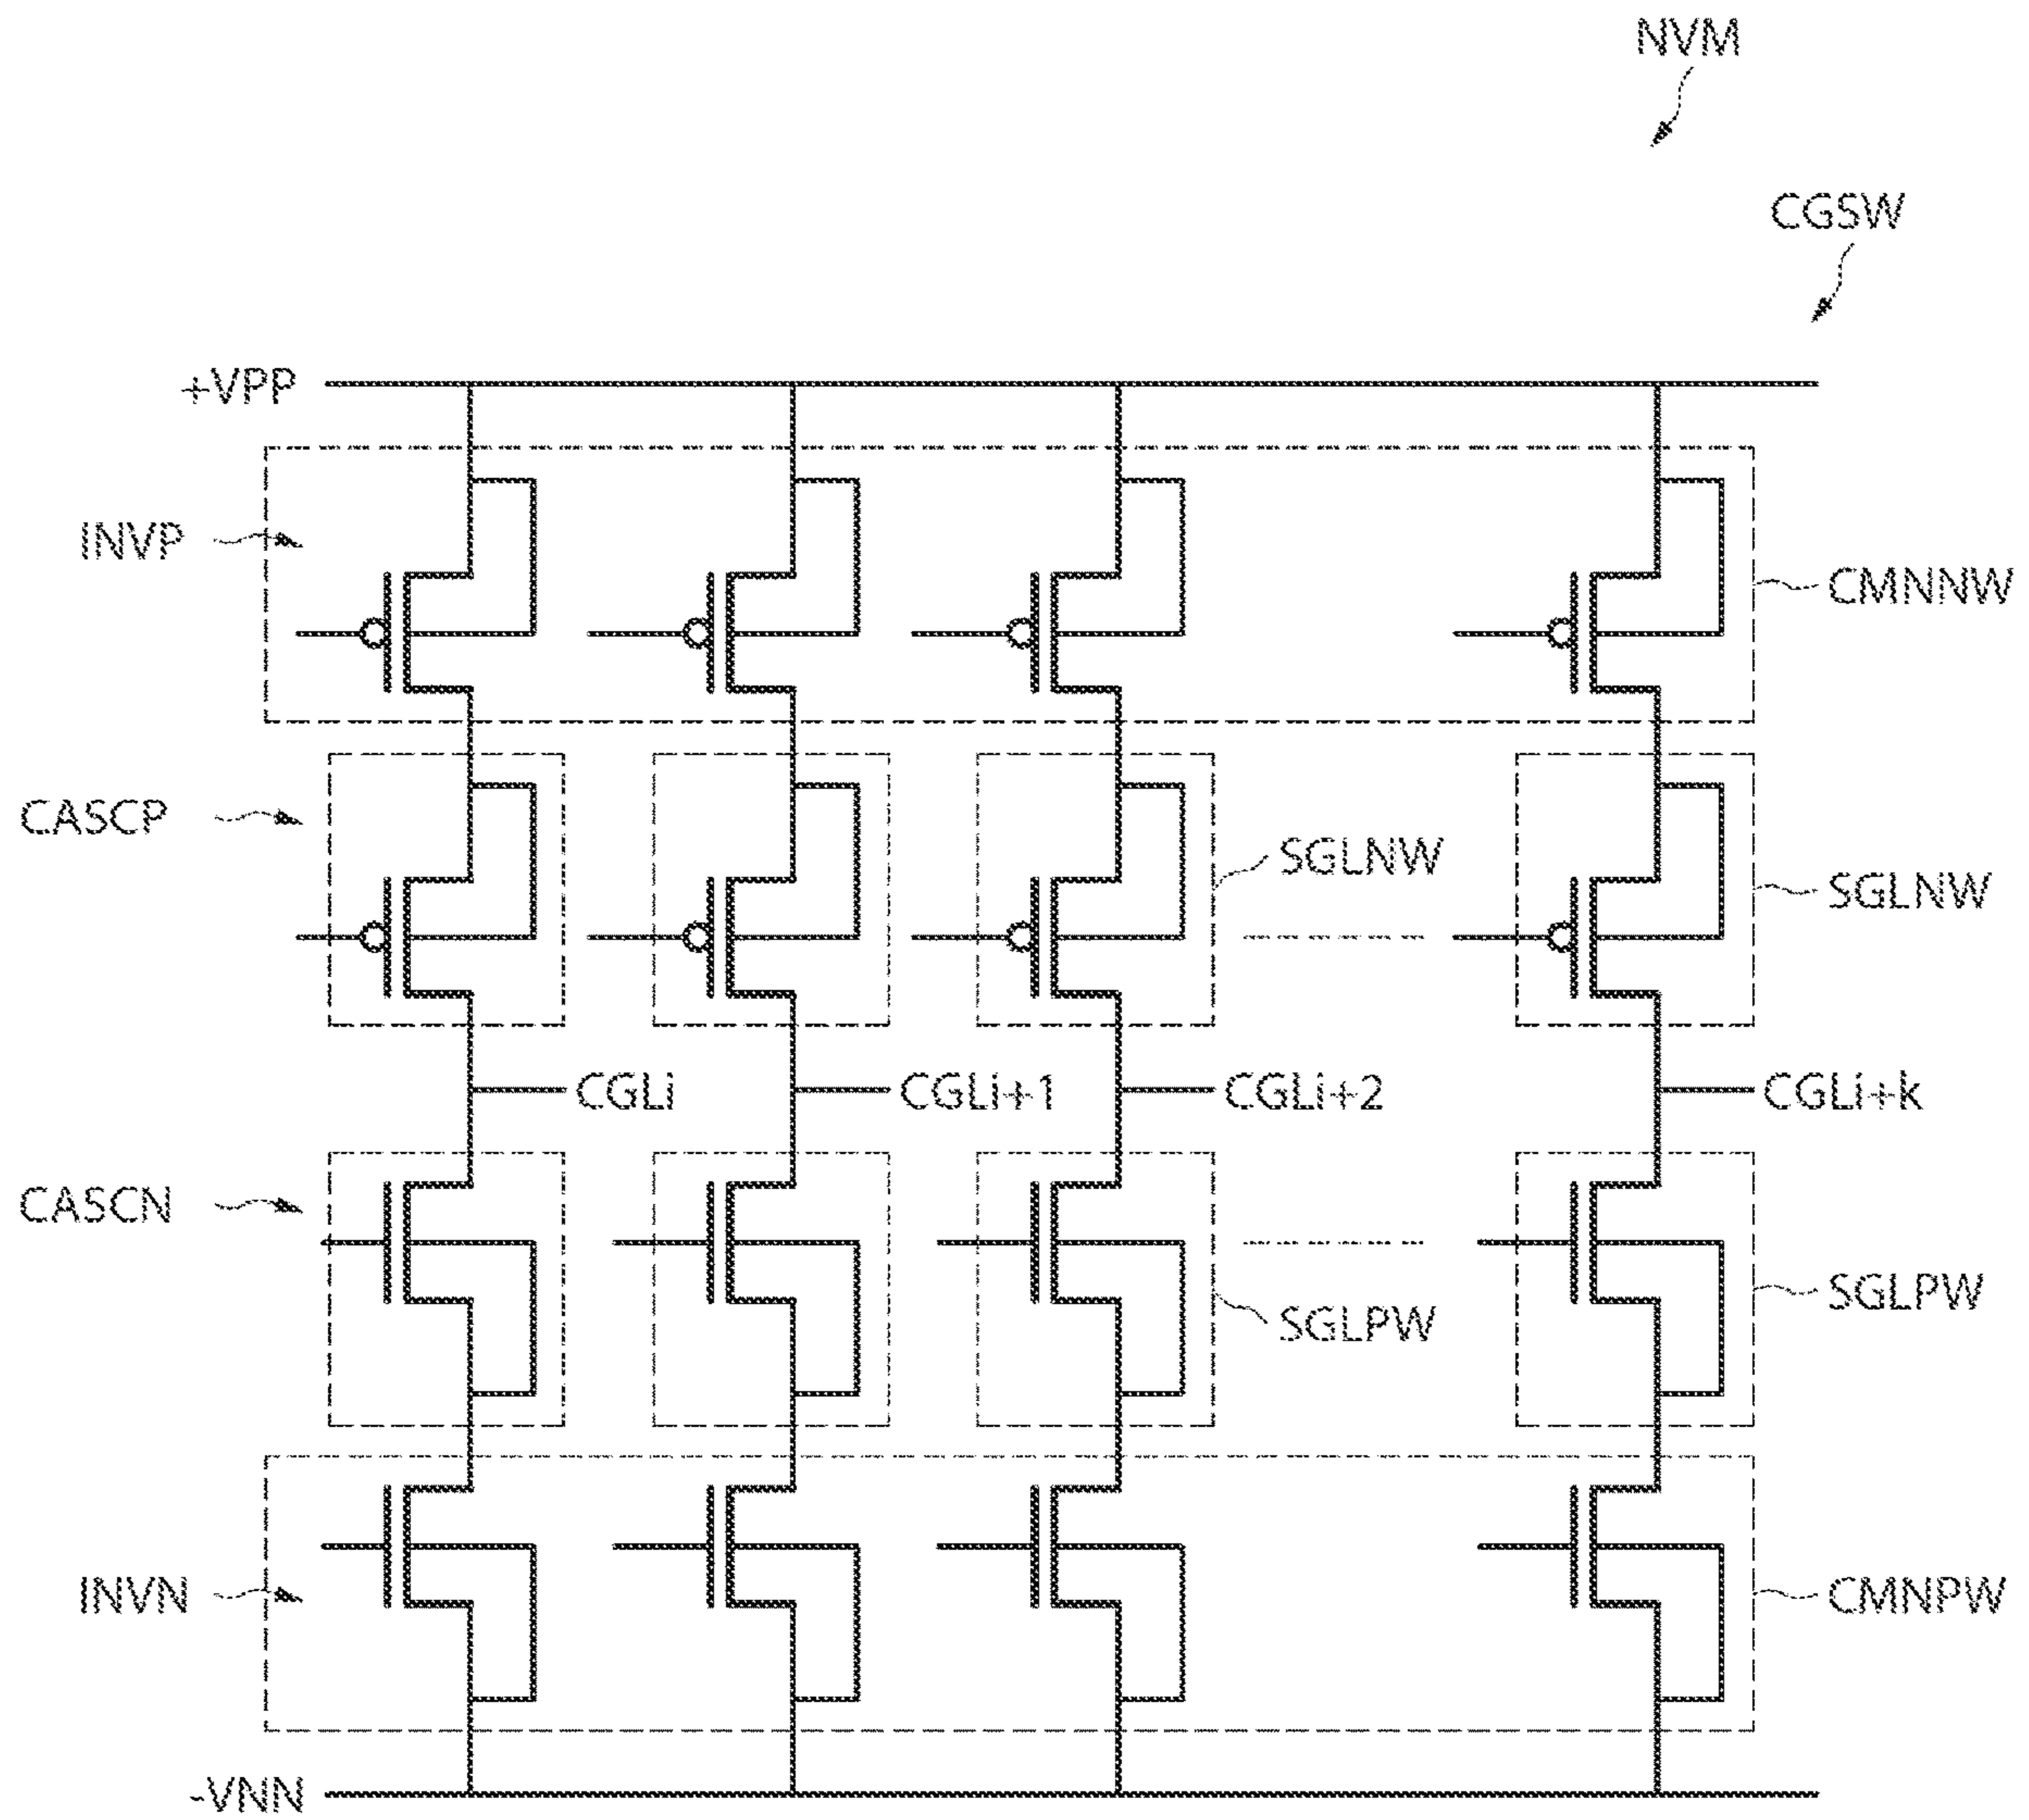 NVM
CGSW
+VPP
INVP
CMNNW
CASCP
SGLNW
SGLNW
CGLi
CGLi+1
CGLi+2
CGLi+k
CASCN
SGLPW
SGLPW
INVN
CMNPW
-VNN